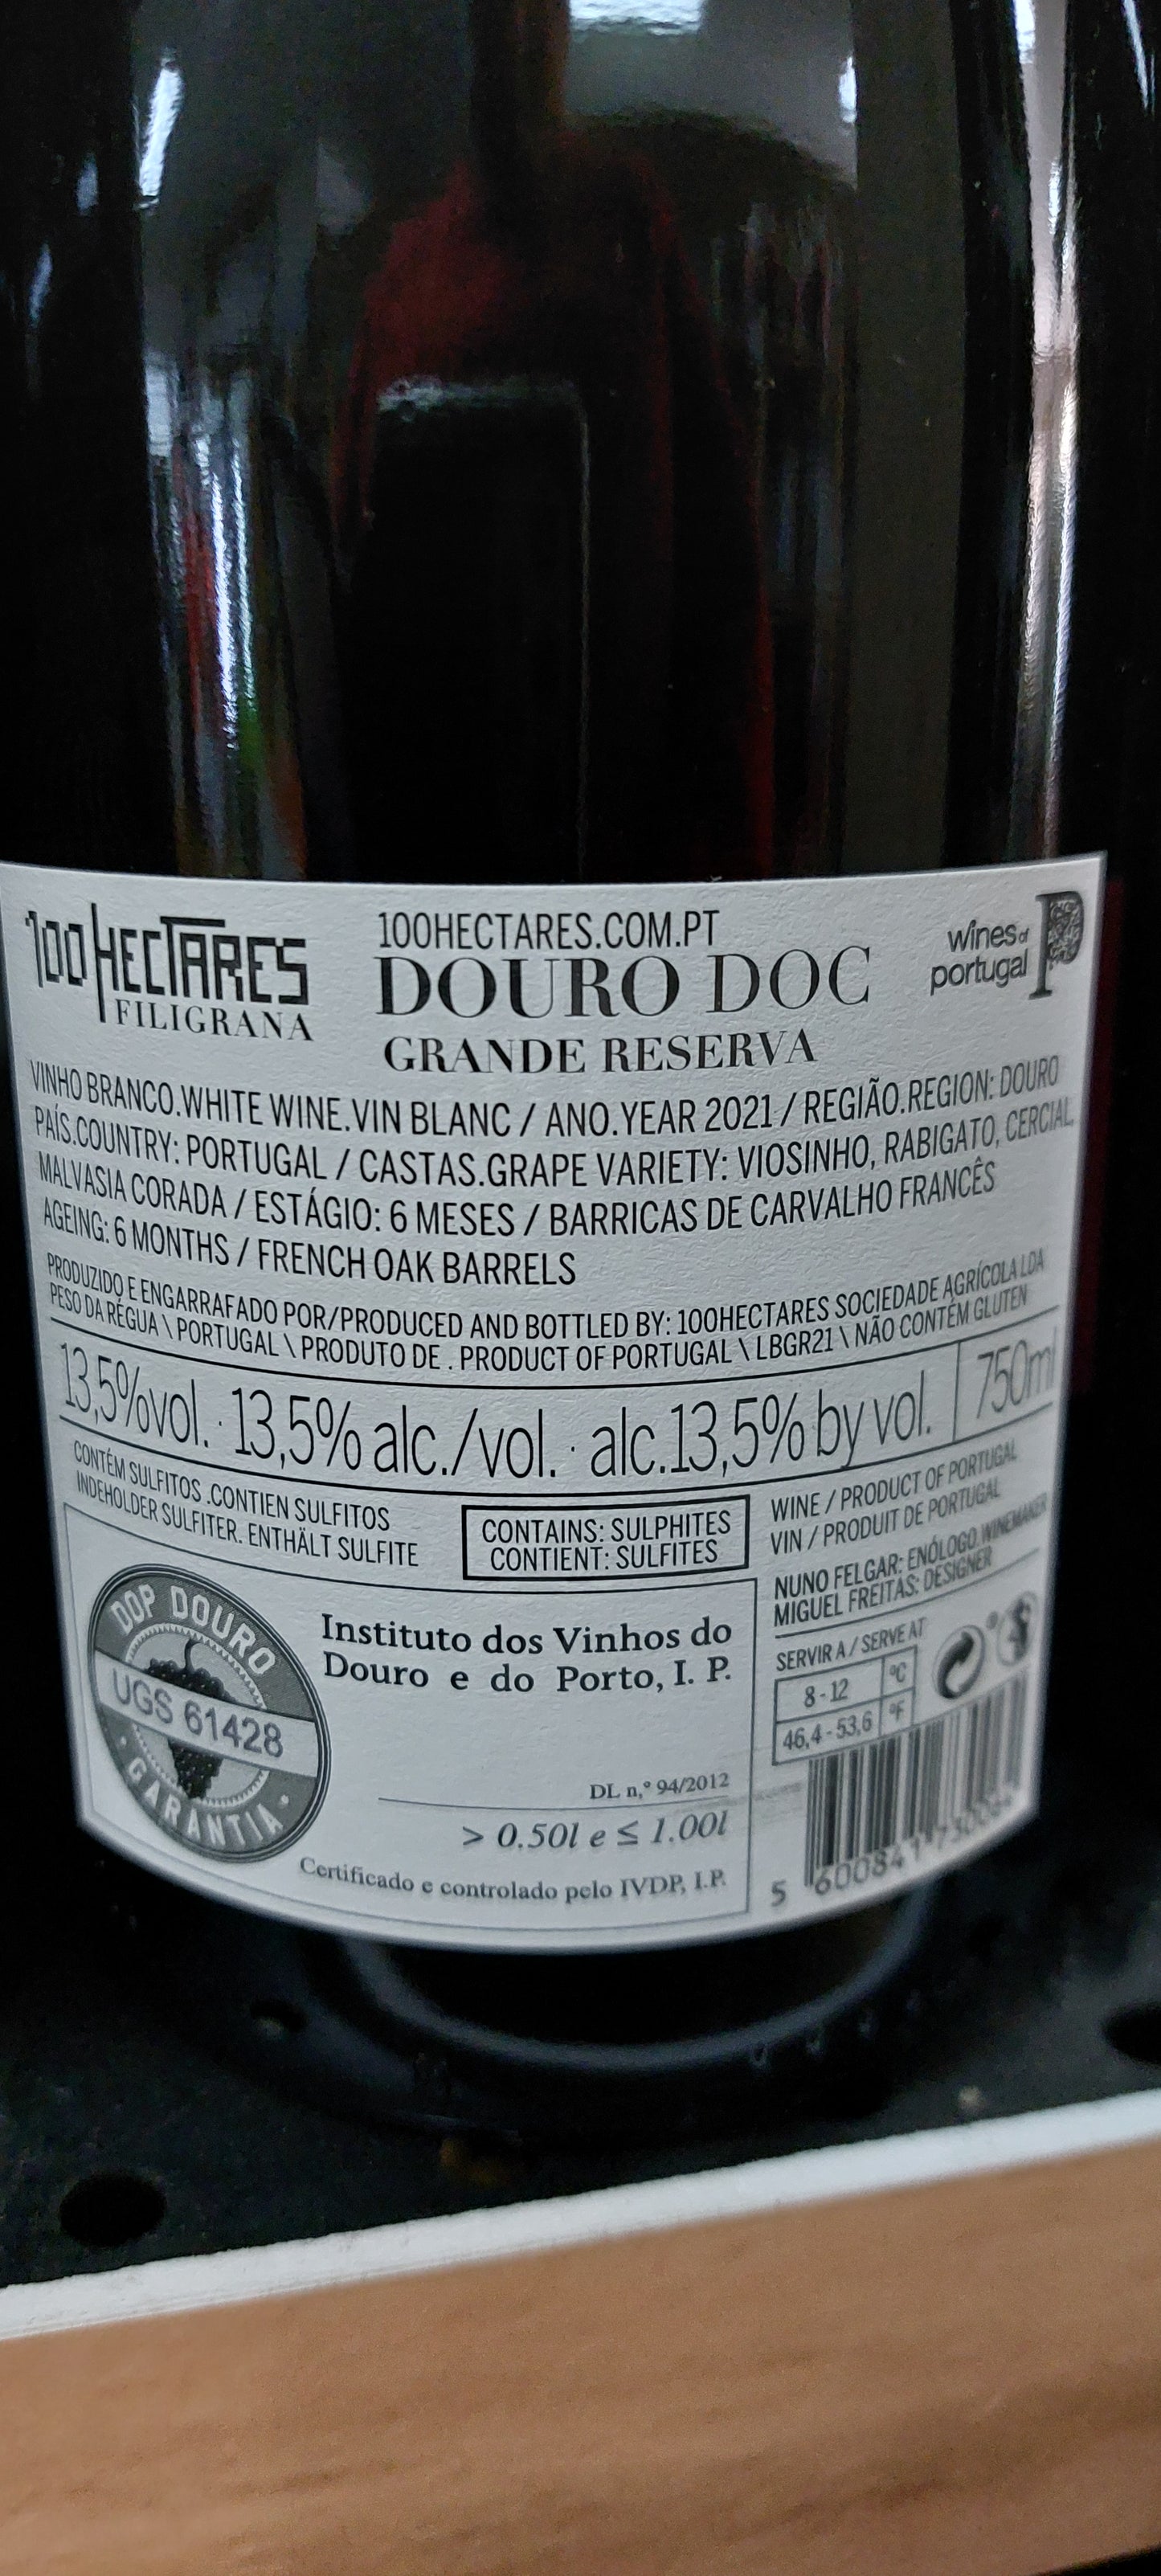 100HECTARES
FILIGRANA
100HECTARES.COM.PT
DOURO DOC
GRANDE RESERVA
wines of
portugal
VINHO BRANCO.WHITE WINE.VIN BLANC / ANO.YEAR 2021 / REGIÃO.REGION: DOURO
PAÍS.COUNTRY: PORTUGAL / CASTAS.GRAPE VARIETY: VIOSINHO, RABIGATO, CERCIAL,
MALVASIA CORADA / ESTÁGIO: 6 MESES / BARRICAS DE CARVALHO FRANCÊS
AGEING: 6 MONTHS / FRENCH OAK BARRELS
PRODUZIDO E ENGARRAFADO POR/PRODUCED AND BOTTLED BY: 100HECTARES SOCIEDADE AGRÍCOLA LDA
PESO DA RÉGUA \ PORTUGAL \ PRODUTO DE . PRODUCT OF PORTUGAL \ LBGR21 \ NÃO CONTÉM GLUTEN
13,5%vol. · 13,5% alc./vol. · alc.13,5% by vol.
750ml
CONTÉM SULFITOS .CONTIEN SULFITOS
INDEHOLDER SULFITER. ENTHÄLT SULFITE
CONTAINS: SULPHITES
CONTIENT: SULFITES
WINE / PRODUCT OF PORTUGAL
VIN / PRODUIT DE PORTUGAL
NUNO FELGAR: ENÓLOGO.WINEMAKER
MIGUEL FREITAS: DESIGNER
DOP DOURO
UGS 61428
· GARANTIA ·
Instituto dos Vinhos do
Douro e do Porto, I. P.
DL n,º 94/2012
> 0.50l e ≤ 1.00l
Certificado e controlado pelo IVDP, I.P.
SERVIR A / SERVE AT
8 - 12 ºC
46,4 - 53,6 ºF